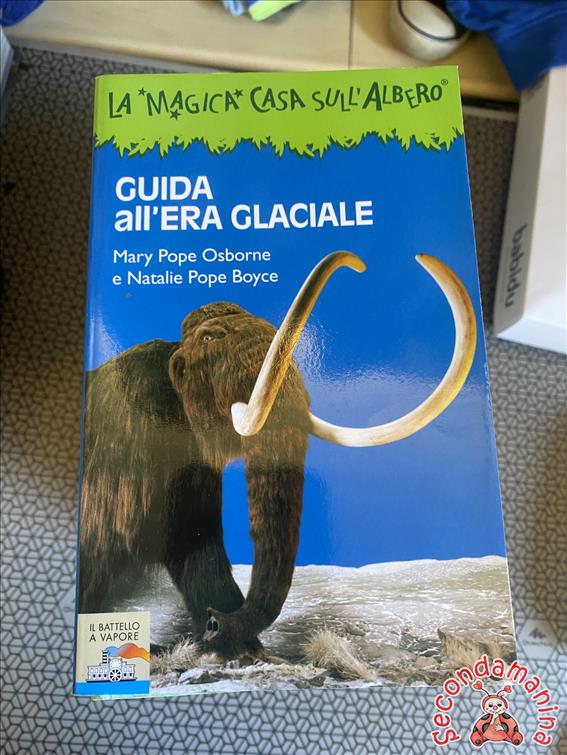 LA MAGICA CASA SULL'ALBERO®
GUIDA
all'ERA GLACIALE
Mary Pope Osborne
e Natalie Pope Boyce
IL BATTELLO
A VAPORE
babidu
Secondamanina